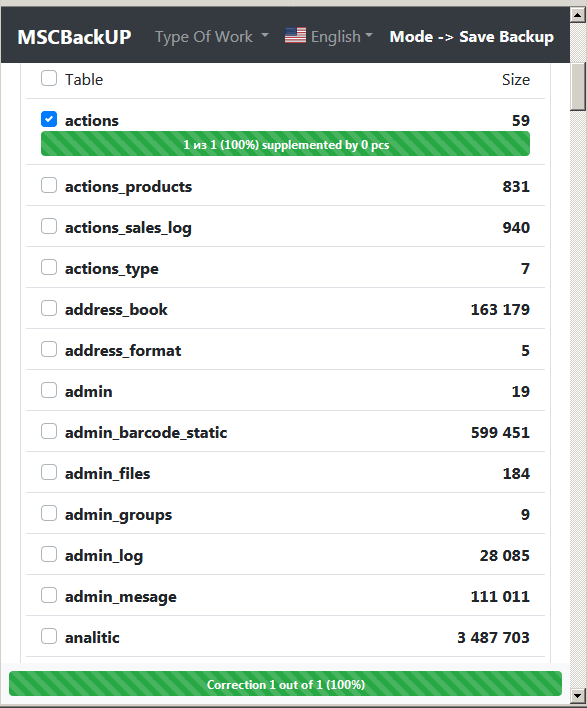 MSCBackUP Type Of Work English Mode -> Save Backup
Table Size
actions 59
1 из 1 (100%) supplemented by 0 pcs
actions_products 831
actions_sales_log 940
actions_type 7
address_book 163 179
address_format 5
admin 19
admin_barcode_static 599 451
admin_files 184
admin_groups 9
admin_log 28 085
admin_mesage 111 011
analitic 3 487 703
Correction 1 out of 1 (100%)